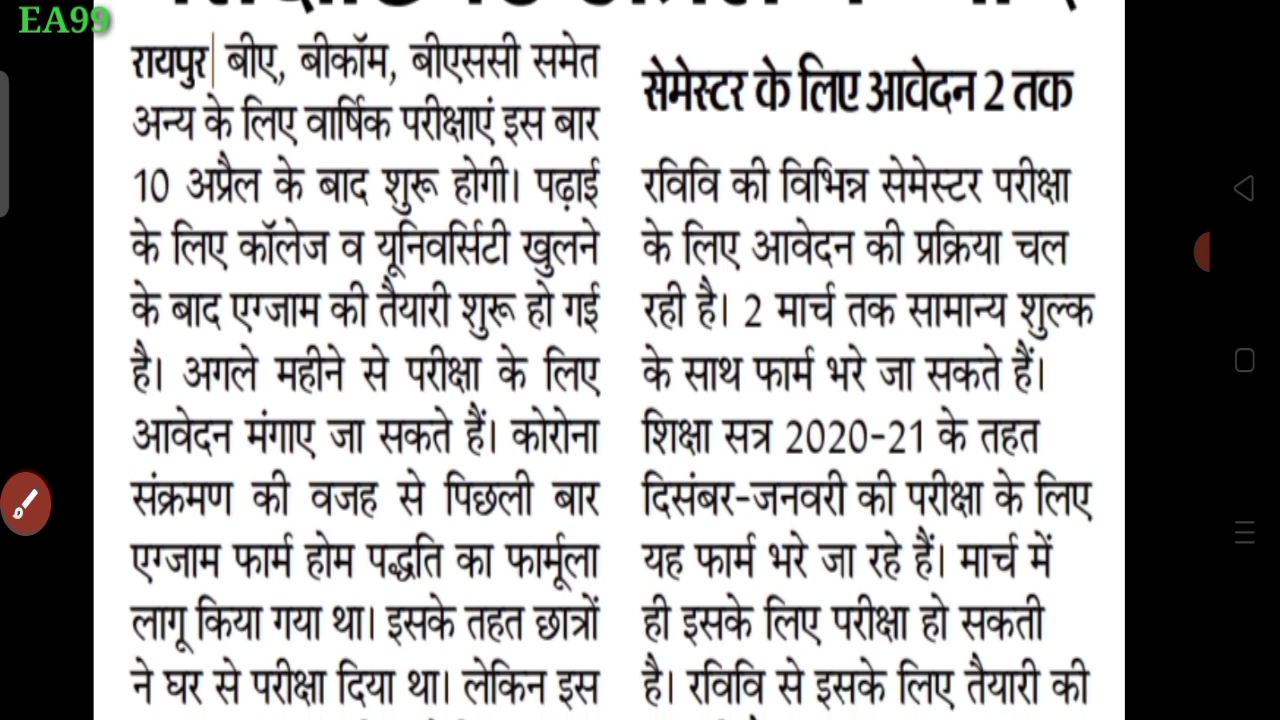 EA99
रायपुर| बीए, बीकॉम, बीएससी समेत
अन्य के लिए वार्षिक परीक्षाएं इस बार
10 अप्रैल के बाद शुरू होगी। पढ़ाई
के लिए कॉलेज व यूनिवर्सिटी खुलने
के बाद एग्जाम की तैयारी शुरू हो गई
है। अगले महीने से परीक्षा के लिए
आवेदन मंगाए जा सकते हैं। कोरोना
संक्रमण की वजह से पिछली बार
एग्जाम फार्म होम पद्धति का फार्मूला
लागू किया गया था। इसके तहत छात्रों
ने घर से परीक्षा दिया था। लेकिन इस
सेमेस्टर के लिए आवेदन 2 तक
रविवि की विभिन्न सेमेस्टर परीक्षा
के लिए आवेदन की प्रक्रिया चल
रही है। 2 मार्च तक सामान्य शुल्क
के साथ फार्म भरे जा सकते हैं।
शिक्षा सत्र 2020-21 के तहत
दिसंबर-जनवरी की परीक्षा के लिए
यह फार्म भरे जा रहे हैं। मार्च में
ही इसके लिए परीक्षा हो सकती
है। रविवि से इसके लिए तैयारी की